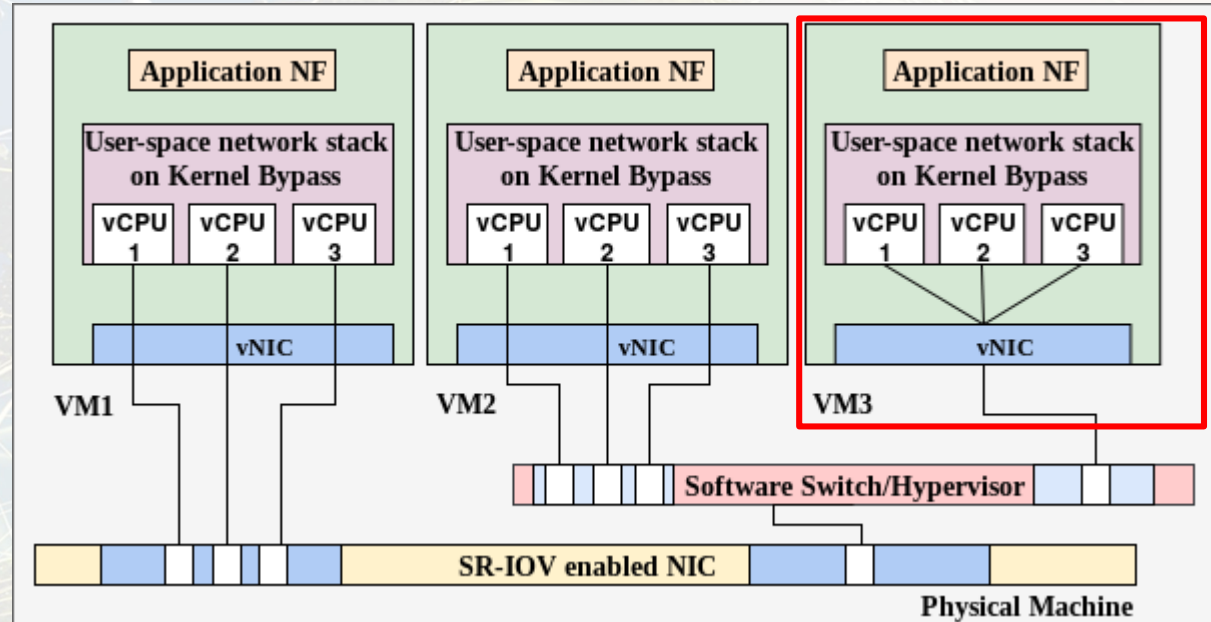 Application NF
User-space network stack
on Kernel Bypass
vCPU
1
vCPU
2
vCPU
3
vNIC
VM1
Application NF
User-space network stack
on Kernel Bypass
vCPU
1
vCPU
2
vCPU
3
vNIC
VM2
Application NF
User-space network stack
on Kernel Bypass
vCPU
1
vCPU
2
vCPU
3
vNIC
VM3
Software Switch/Hypervisor
SR-IOV enabled NIC
Physical Machine